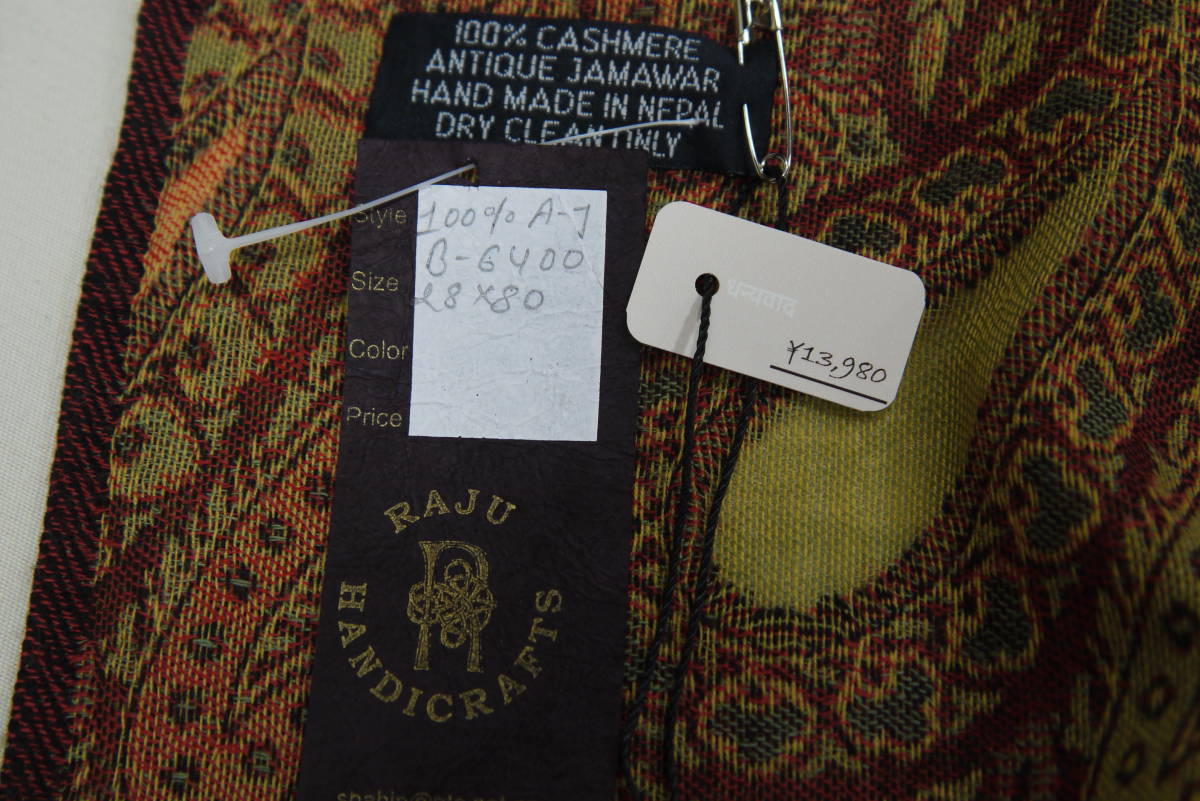 100% CASHMERE
ANTIQUE JAMAWAR
HAND MADE IN NEPAL
DRY CLEAN ONLY
Style 100% A-J
B-6400
Size 28x80
Color
Price
RAJU
HANDICRAFTS
धन्यवाद
¥13,980